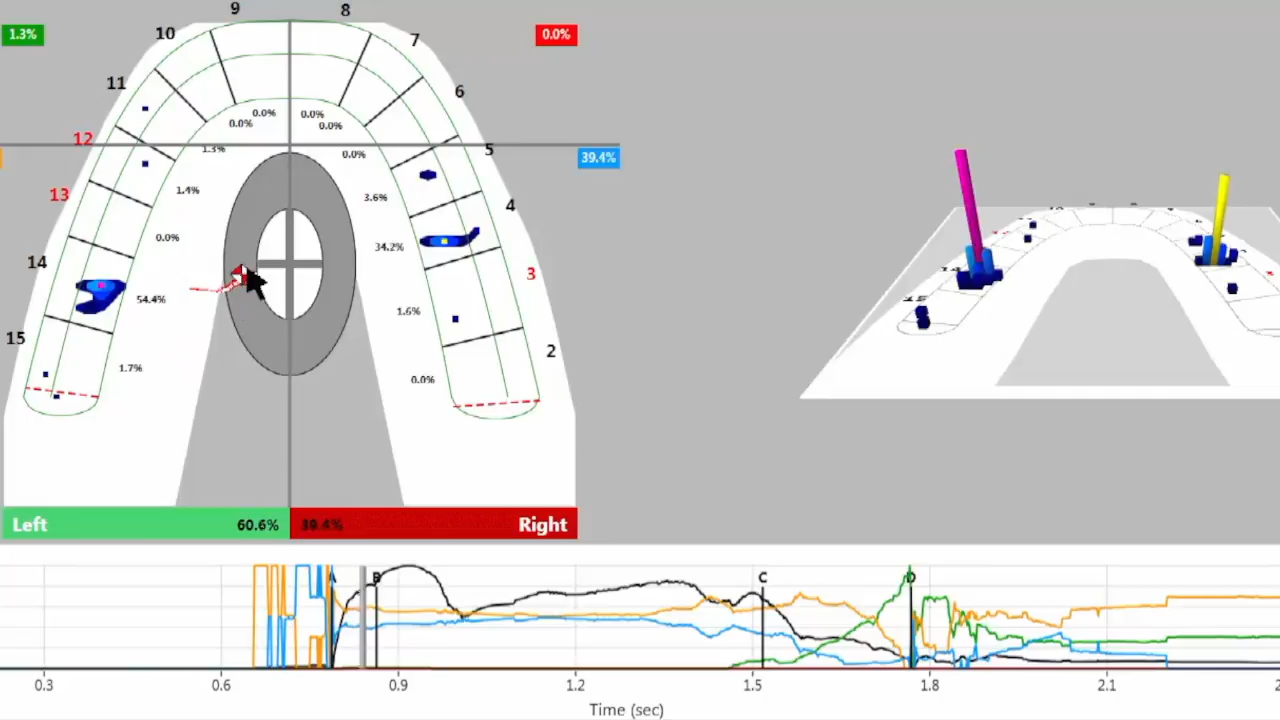 9 8
1.3% 10 7 0.0%
11 6
0.0% 0.0%
0.0% 0.0%
12 1.3% 0.0% 5 39.4%
13 1.4% 3.6% 4
0.0% 34.2%
14 54.4% 3
1.6%
15 1.7% 0.0% 2
Left 60.6% 39.4% Right
A B C D
0.3 0.6 0.9 1.2 1.5 1.8 2.1
Time (sec)